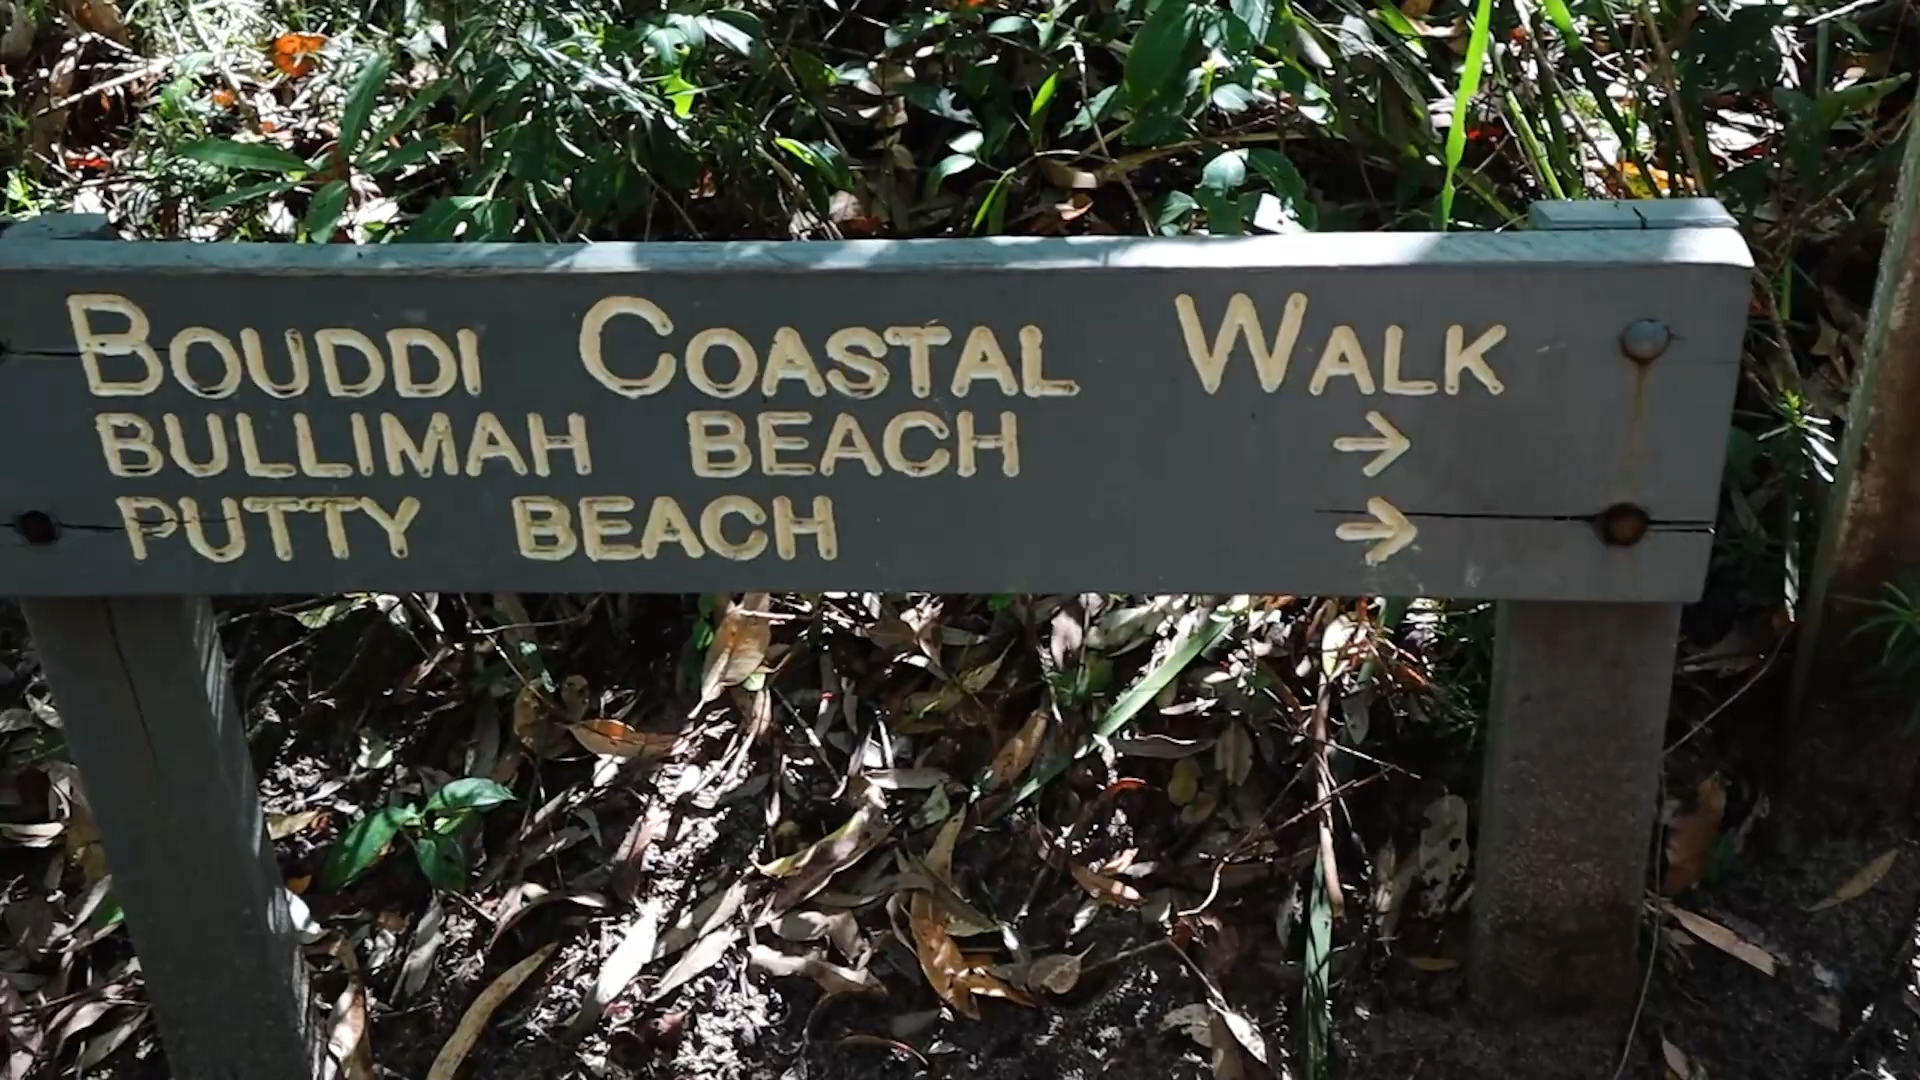 BOUDDI COASTAL WALK
BULLIMAH BEACH →
PUTTY BEACH →